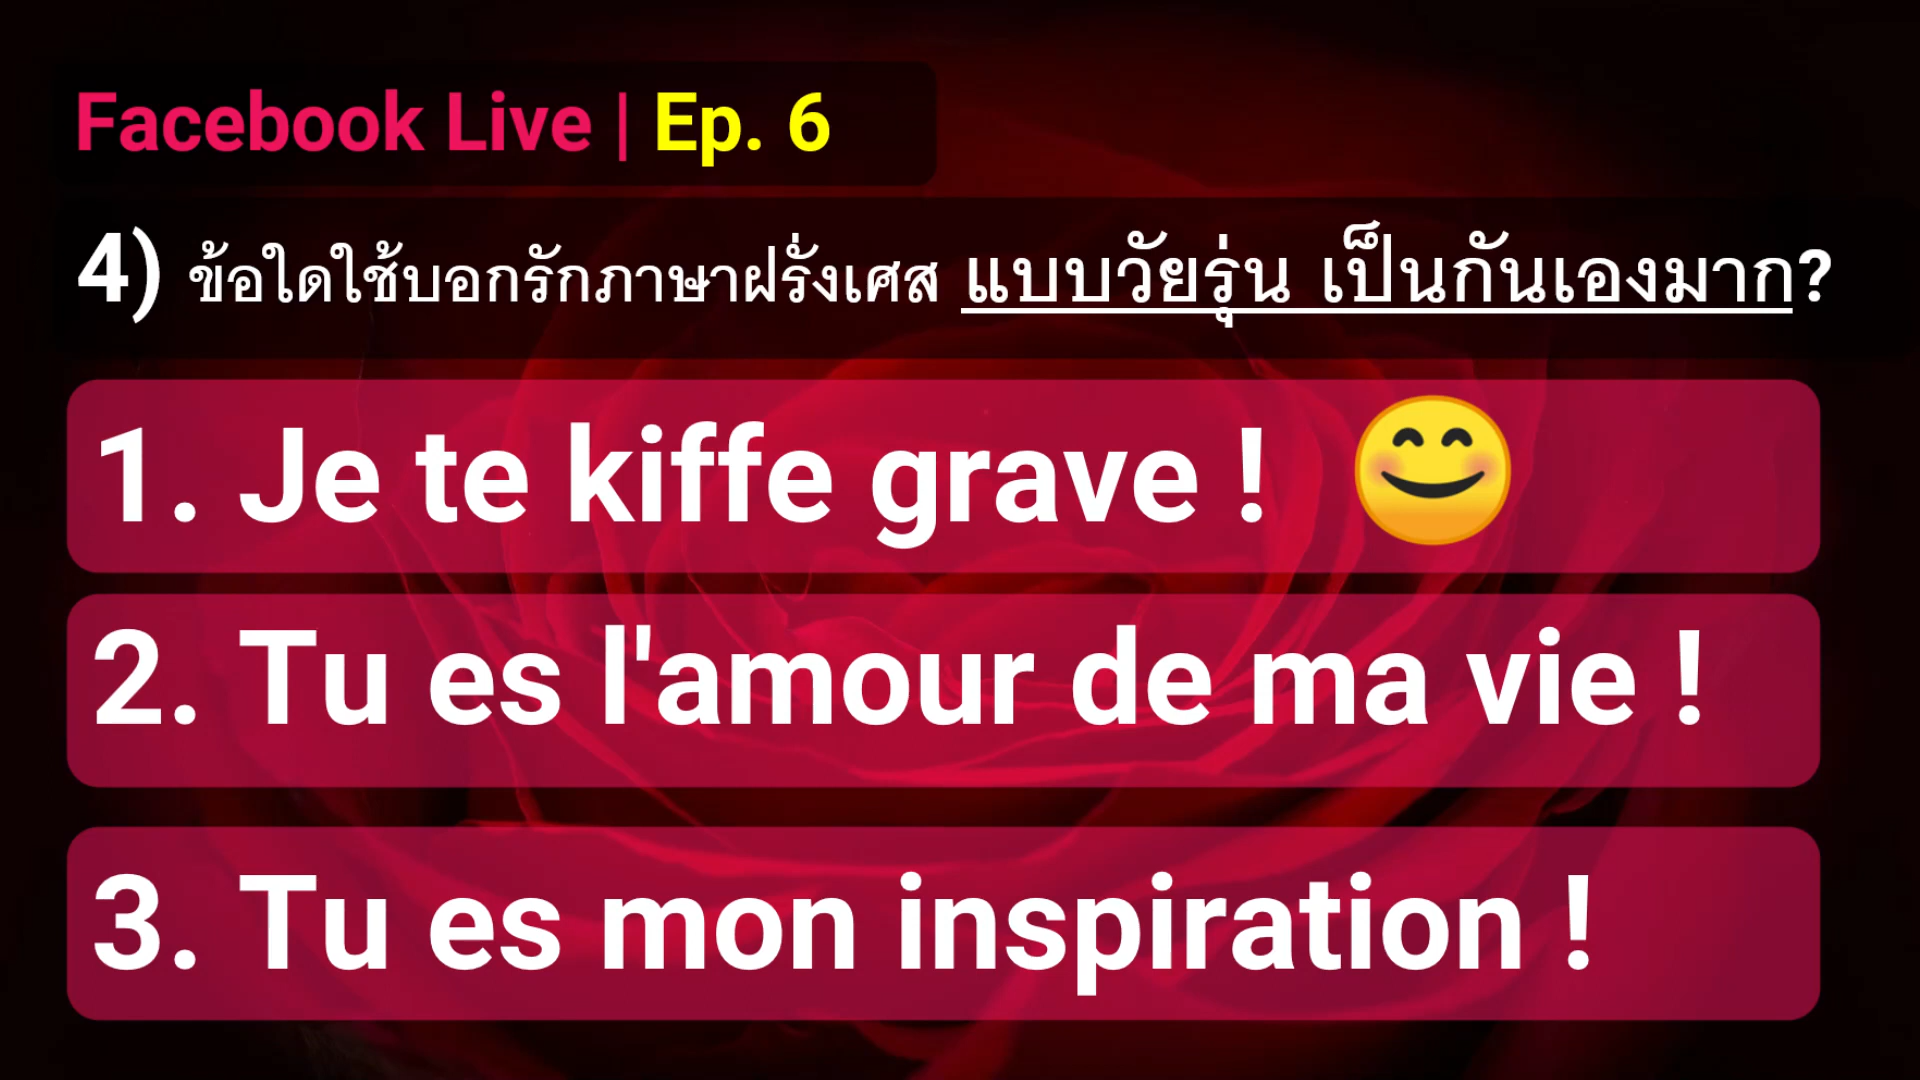 Facebook Live | Ep. 6
4) ข้อใดใช้บอกรักภาษาฝรั่งเศส แบบวัยรุ่น เป็นกันเองมาก?
1. Je te kiffe grave ! 😊
2. Tu es l'amour de ma vie !
3. Tu es mon inspiration !